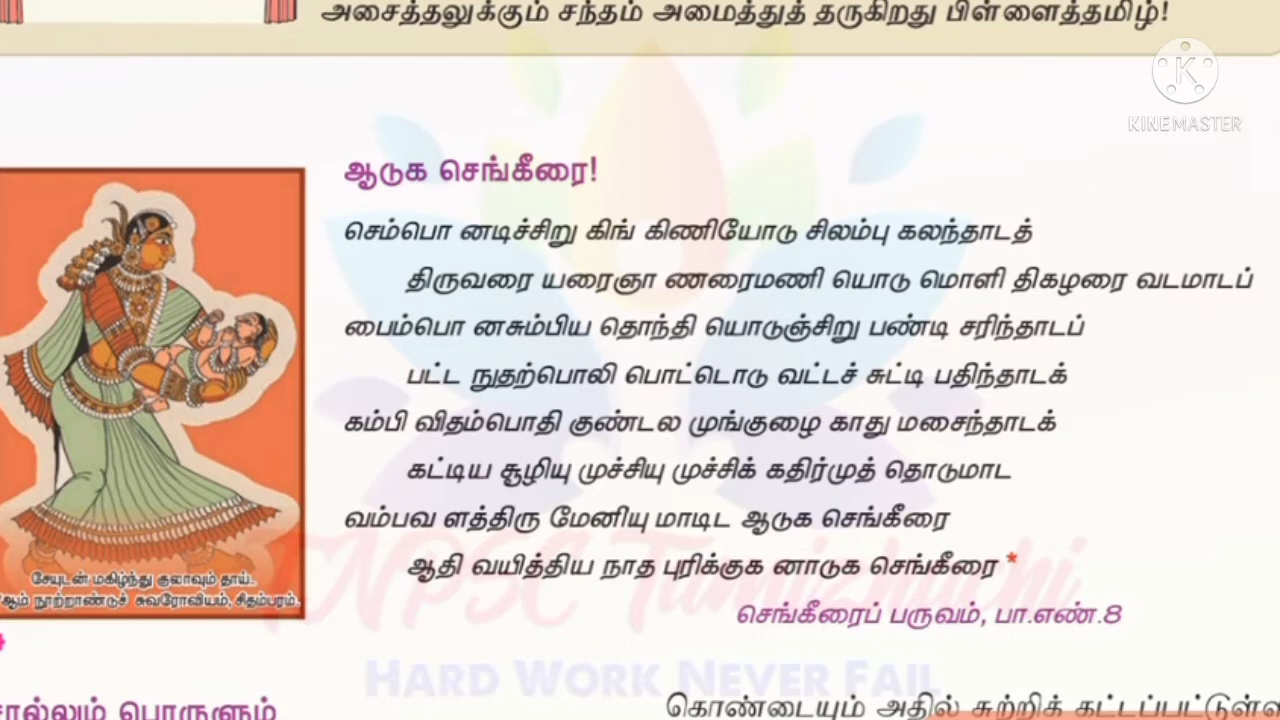 அசைத்தலுக்கும் சந்தம் அமைத்துத் தருகிறது பிள்ளைத்தமிழ்!
KINEMASTER
ஆடுக செங்கீரை!
செம்பொ னடிச்சிறு கிங் கிணியோடு சிலம்பு கலந்தாடத்
திருவரை யரைஞா ணரைமணி யொடு மொளி திகழரை வடமாடப்
பைம்பொ னசும்பிய தொந்தி யொடுஞ்சிறு பண்டி சரிந்தாடப்
பட்ட நுதற்பொலி பொட்டொடு வட்டச் சுட்டி பதிந்தாடக்
கம்பி விதம்பொதி குண்டல முங்குழை காது மசைந்தாடக்
கட்டிய சூழியு முச்சியு முச்சிக் கதிர்முத் தொடுமாட
வம்பவ ளத்திரு மேனியு மாடிட ஆடுக செங்கீரை
ஆதி வயித்திய நாத புரிக்குக னாடுக செங்கீரை *
செங்கீரைப் பருவம், பா.எண்.8
சேயுடன் மகிழ்ந்து குலாவும் தாய்.
ஆம் நூற்றாண்டுச் சுவரோவியம், சிதம்பரம்.
HARD WORK NEVER FAIL
சொல்லும் பொருளும்
கொண்டையும் அதில் சுற்றிக் கட்டப்பட்டுள்ள